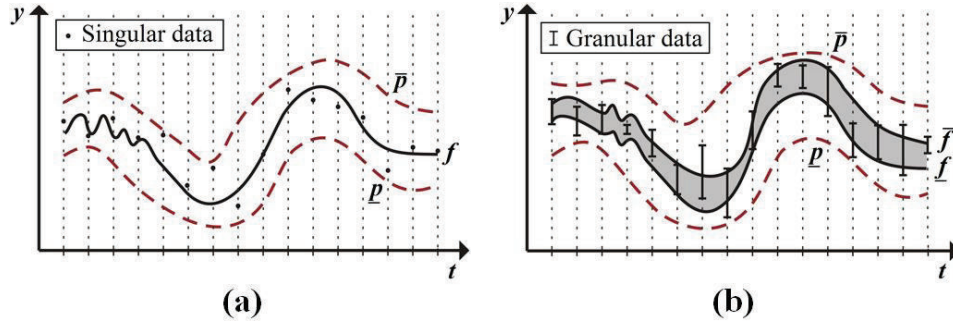 y
• Singular data
p̅
f
p̲
t
(a)
y
I Granular data
p̅
f̅
f̲
p̲
t
(b)